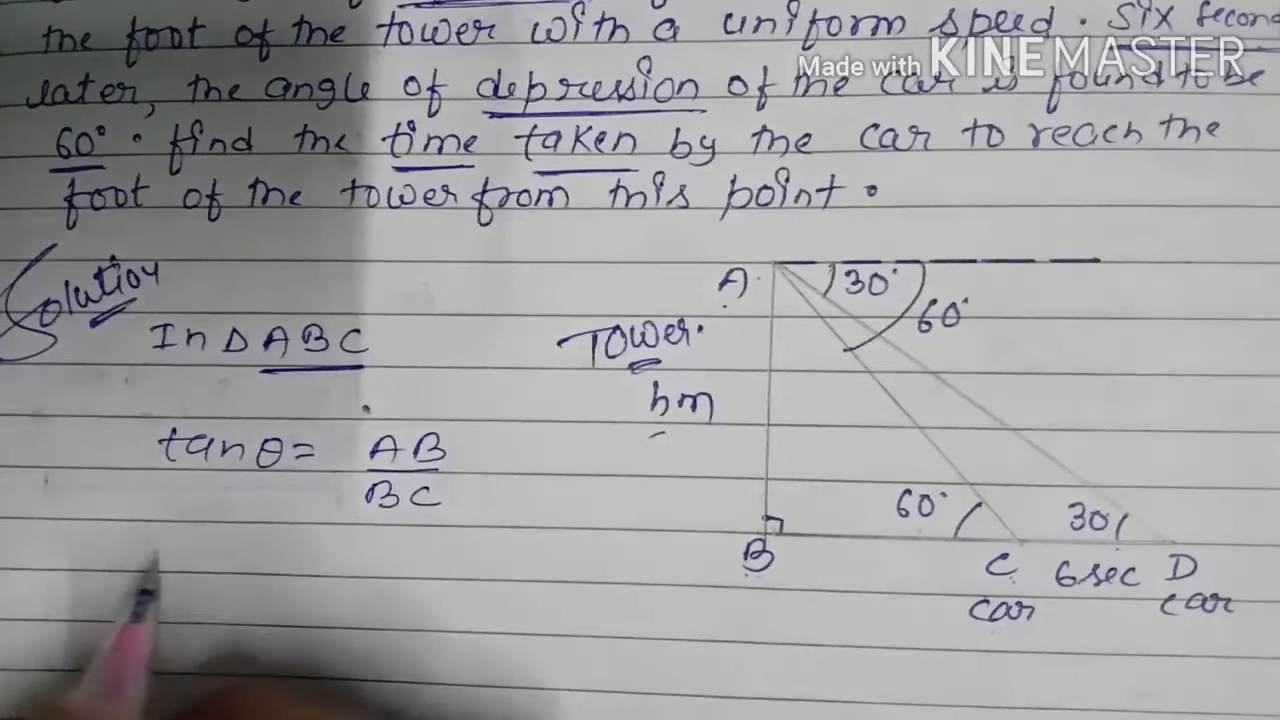 the foot of the tower with a uniform speed. Six second
later, the angle of depression of the car is found to be
60°. find the time taken by the car to reach the
foot of the tower from this point.
Made with KINEMASTER
Solution
In Δ ABC
tanθ = AB
BC
A
30°
60°
Tower.
hm
60°
30
B
C 6sec D
car car